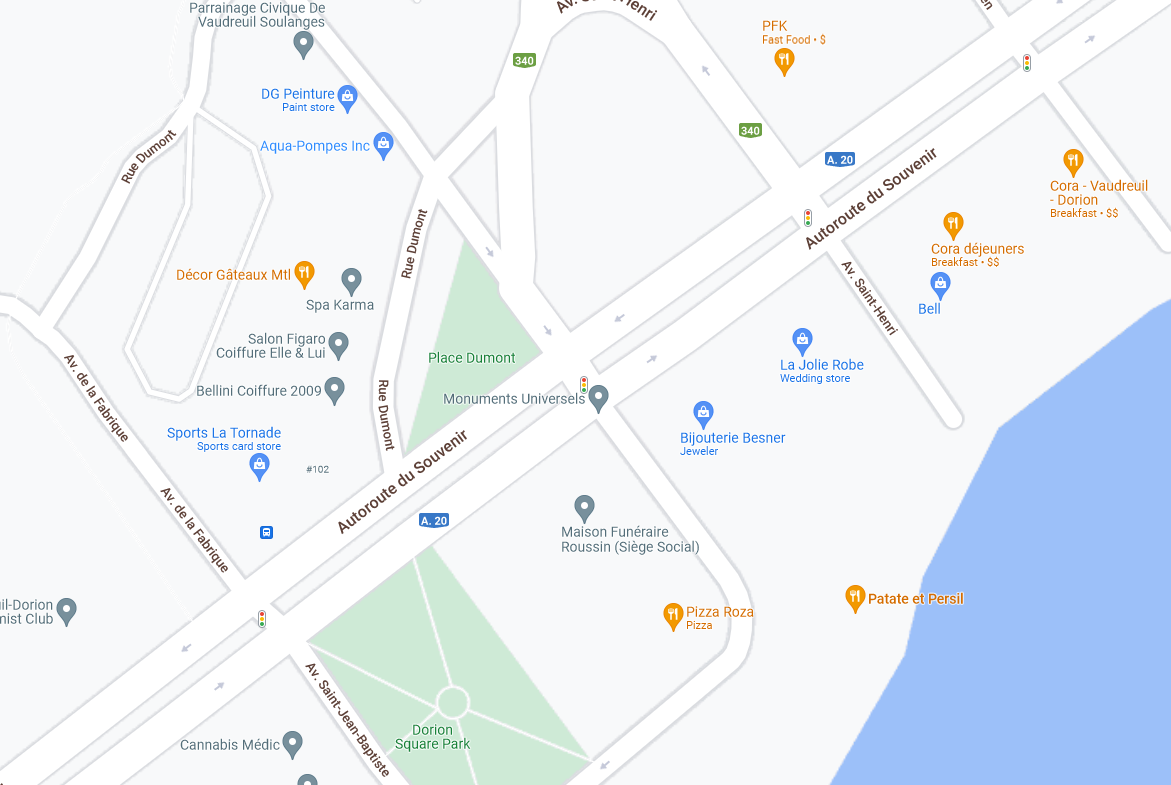 Parrainage Civique De
Vaudreuil Soulanges
Av. S
Henri
PFK
Fast Food • $
340
DG Peinture
Paint store
Aqua-Pompes Inc
Rue Dumont
340
A. 20
Autoroute du Souvenir
Cora - Vaudreuil
- Dorion
Breakfast • $$
Rue Dumont
Cora déjeuners
Breakfast • $$
Décor Gâteaux Mtl
Spa Karma
Av. Saint-Henri
Bell
Salon Figaro
Coiffure Elle & Lui
Place Dumont
La Jolie Robe
Wedding store
Av. de la Fabrique
Bellini Coiffure 2009
Rue Dumont
Monuments Universels
Sports La Tornade
Sports card store
Bijouterie Besner
Jeweler
#102
Autoroute du Souvenir
Av. de la Fabrique
A. 20
Maison Funéraire
Roussin (Siège Social)
il-Dorion
mist Club
Patate et Persil
Pizza Roza
Pizza
Av. Saint-Jean-Baptiste
Dorion
Square Park
Cannabis Médic